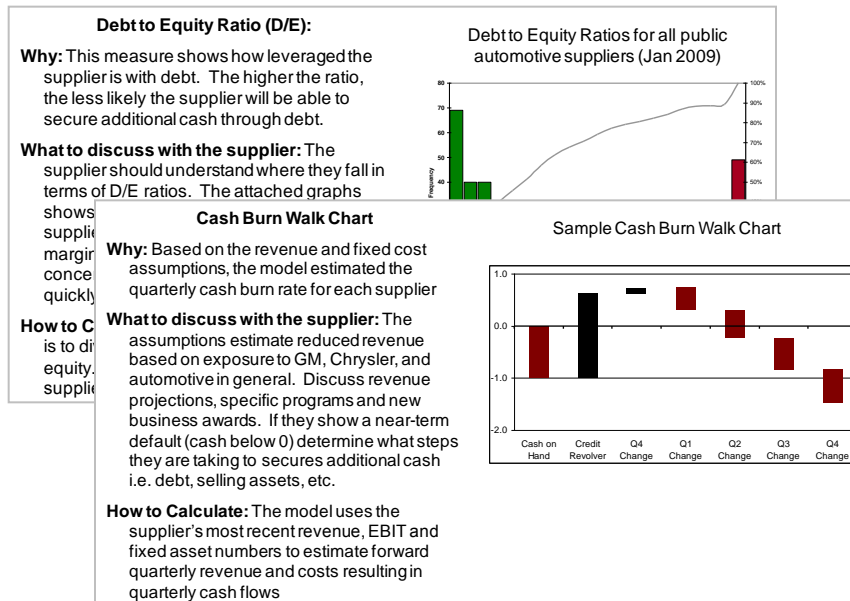 Debt to Equity Ratio (D/E):
Why: This measure shows how leveraged the
supplier is with debt. The higher the ratio,
the less likely the supplier will be able to
secure additional cash through debt.
What to discuss with the supplier: The
supplier should understand where they fall in
terms of D/E ratios. The attached graphs
shows
supplie
margin
conce
quickly
How to C
is to di
equity.
supplie
Debt to Equity Ratios for all public
automotive suppliers (Jan 2009)
80
70
60
50
40
Frequency
100%
90%
80%
70%
60%
50%
Cash Burn Walk Chart
Why: Based on the revenue and fixed cost
assumptions, the model estimated the
quarterly cash burn rate for each supplier
What to discuss with the supplier: The
assumptions estimate reduced revenue
based on exposure to GM, Chrysler, and
automotive in general. Discuss revenue
projections, specific programs and new
business awards. If they show a near-term
default (cash below 0) determine what steps
they are taking to secures additional cash
i.e. debt, selling assets, etc.
How to Calculate: The model uses the
supplier's most recent revenue, EBIT and
fixed asset numbers to estimate forward
quarterly revenue and costs resulting in
quarterly cash flows
Sample Cash Burn Walk Chart
1.0
0.0
-1.0
-2.0
Cash on Hand
Credit Revolver
Q4 Change
Q1 Change
Q2 Change
Q3 Change
Q4 Change